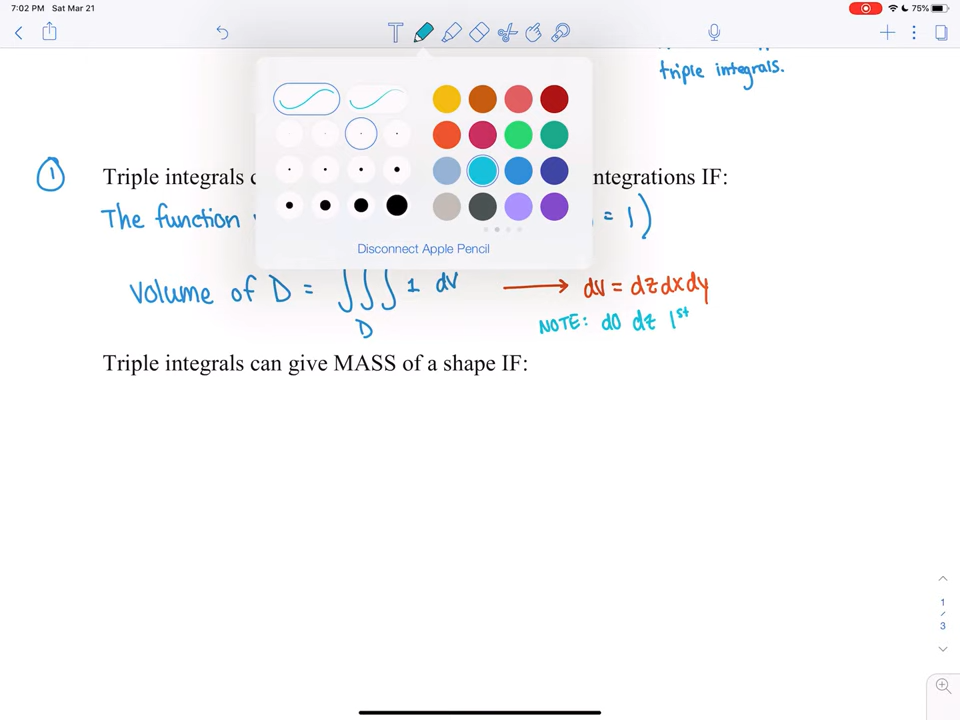 7:02 PM Sat Mar 21
75%
triple integrals.
1
Triple integrals
ntegrations IF:
The function
= 1)
Disconnect Apple Pencil
Volume of D = ∭ 1 dV → dV = dz dx dy
D
NOTE: do dz 1st
Triple integrals can give MASS of a shape IF:
1
3